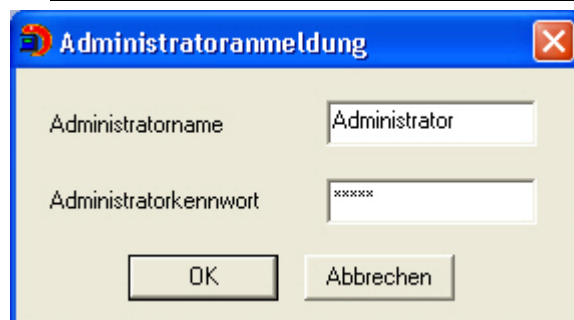 Administratoranmeldung
Administratorname
Administrator
Administratorkennwort
*****
OK
Abbrechen